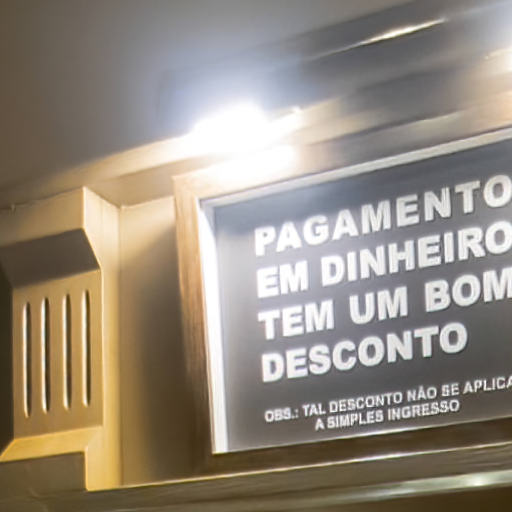 PAGAMENTO
EM DINHEIRO
TEM UM BOM
DESCONTO
OBS.: TAL DESCONTO NÃO SE APLICA
A SIMPLES INGRESSO